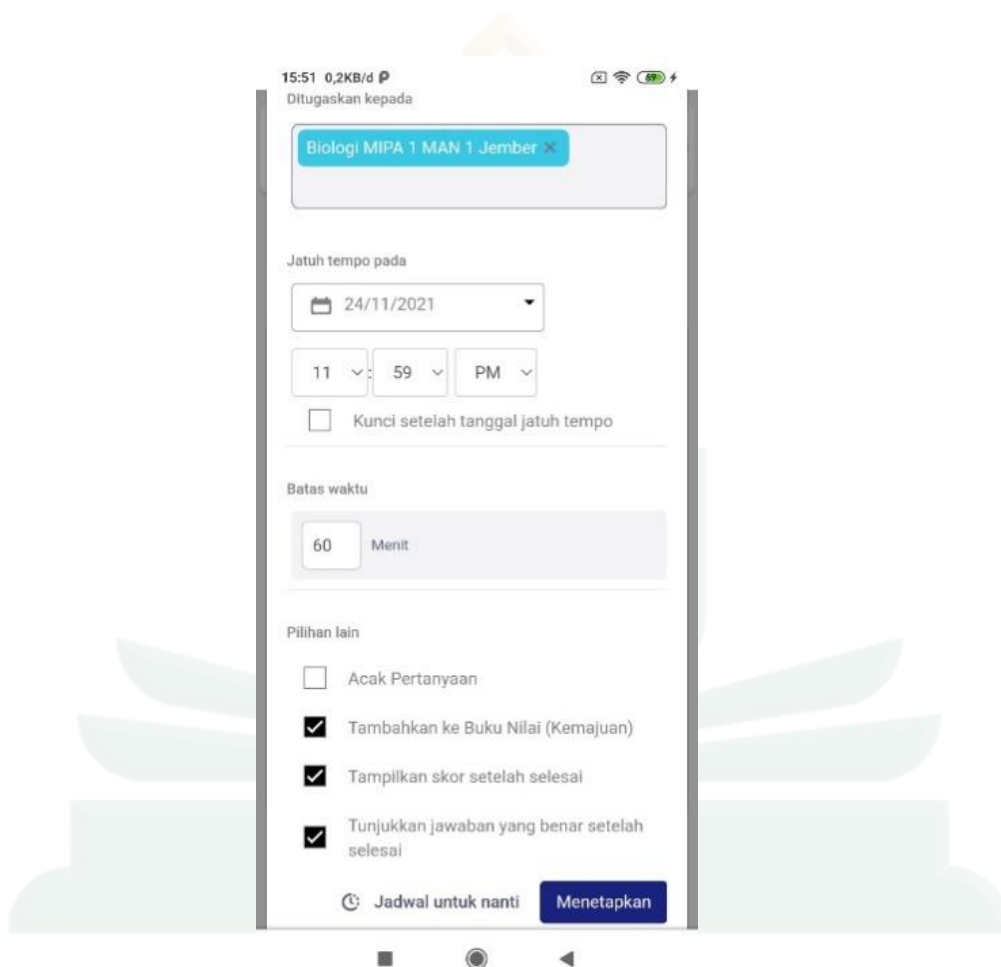 15:51 0,2KB/d
69
Ditugaskan kepada
Biologi MIPA 1 MAN 1 Jember ×
Jatuh tempo pada
24/11/2021
11 : 59 PM
Kunci setelah tanggal jatuh tempo
Batas waktu
60 Menit
Pilihan lain
Acak Pertanyaan
Tambahkan ke Buku Nilai (Kemajuan)
Tampilkan skor setelah selesai
Tunjukkan jawaban yang benar setelah
selesai
Jadwal untuk nanti Menetapkan